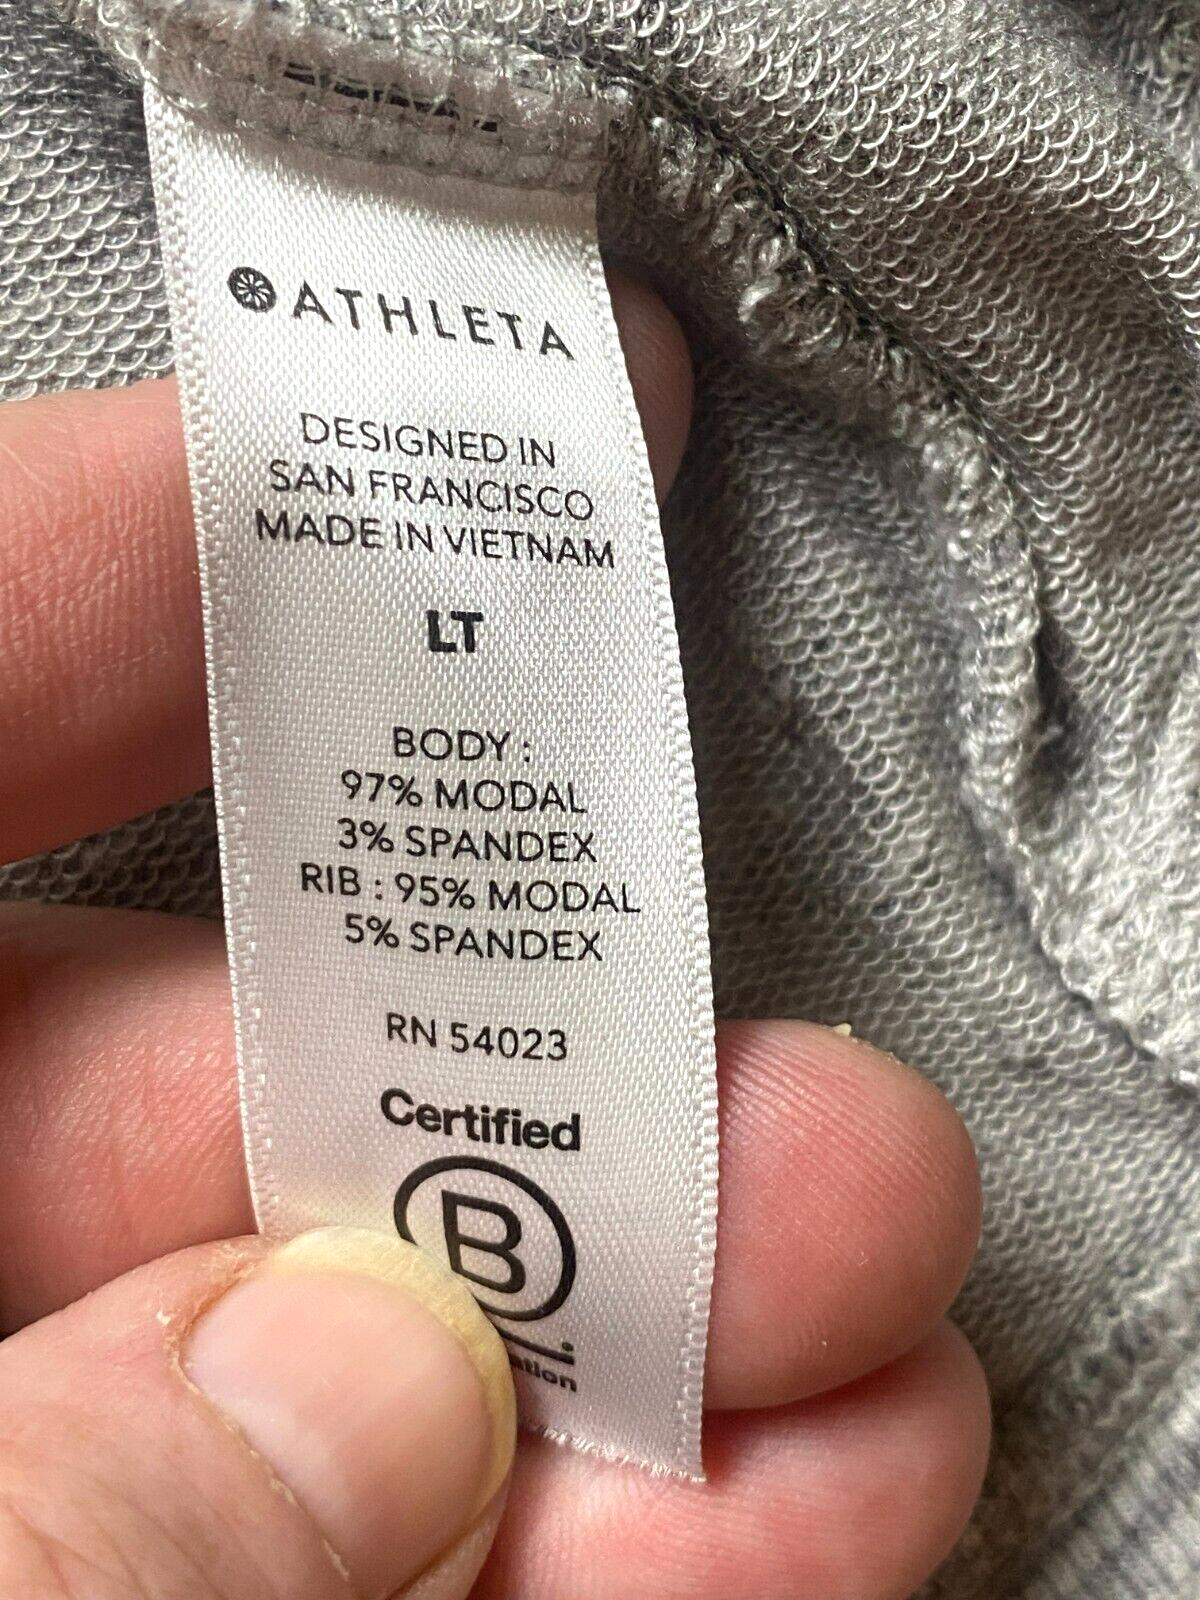 ATHLETA
DESIGNED IN
SAN FRANCISCO
MADE IN VIETNAM
LT
BODY :
97% MODAL
3% SPANDEX
RIB : 95% MODAL
5% SPANDEX
RN 54023
Certified
B